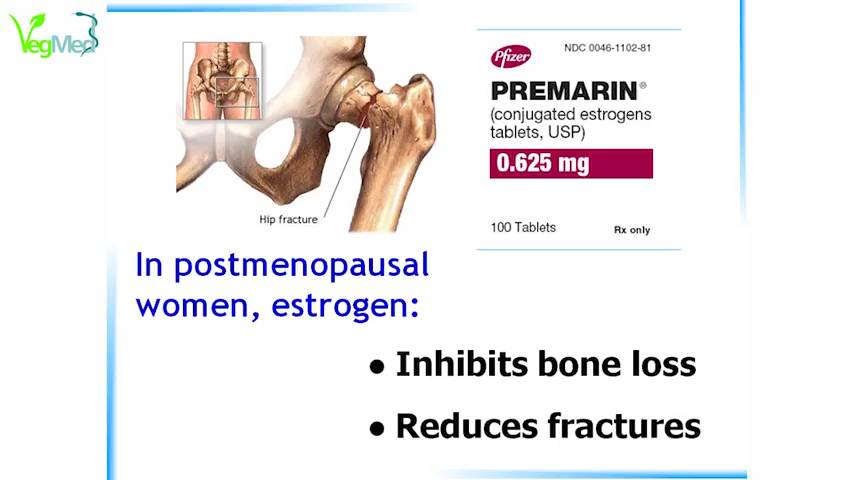 VegMed
Pfizer
NDC 0046-1102-81
PREMARIN®
(conjugated estrogens
tablets, USP)
0.625 mg
100 Tablets
Rx only
Hip fracture
In postmenopausal
women, estrogen:
● Inhibits bone loss
● Reduces fractures